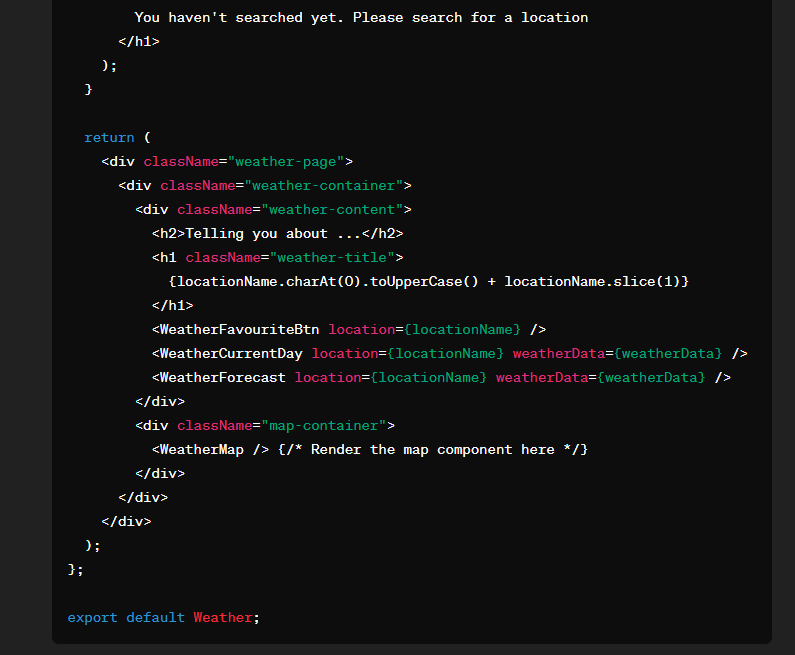 You haven't searched yet. Please search for a location
</h1>
);
}
return (
<div className="weather-page">
<div className="weather-container">
<div className="weather-content">
<h2>Telling you about ...</h2>
<h1 className="weather-title">
{locationName.charAt(0).toUpperCase() + locationName.slice(1)}
</h1>
<WeatherFavouriteBtn location={locationName} />
<WeatherCurrentDay location={locationName} weatherData={weatherData} />
<WeatherForecast location={locationName} weatherData={weatherData} />
</div>
<div className="map-container">
<WeatherMap /> {/* Render the map component here */}
</div>
</div>
</div>
);
};
export default Weather;